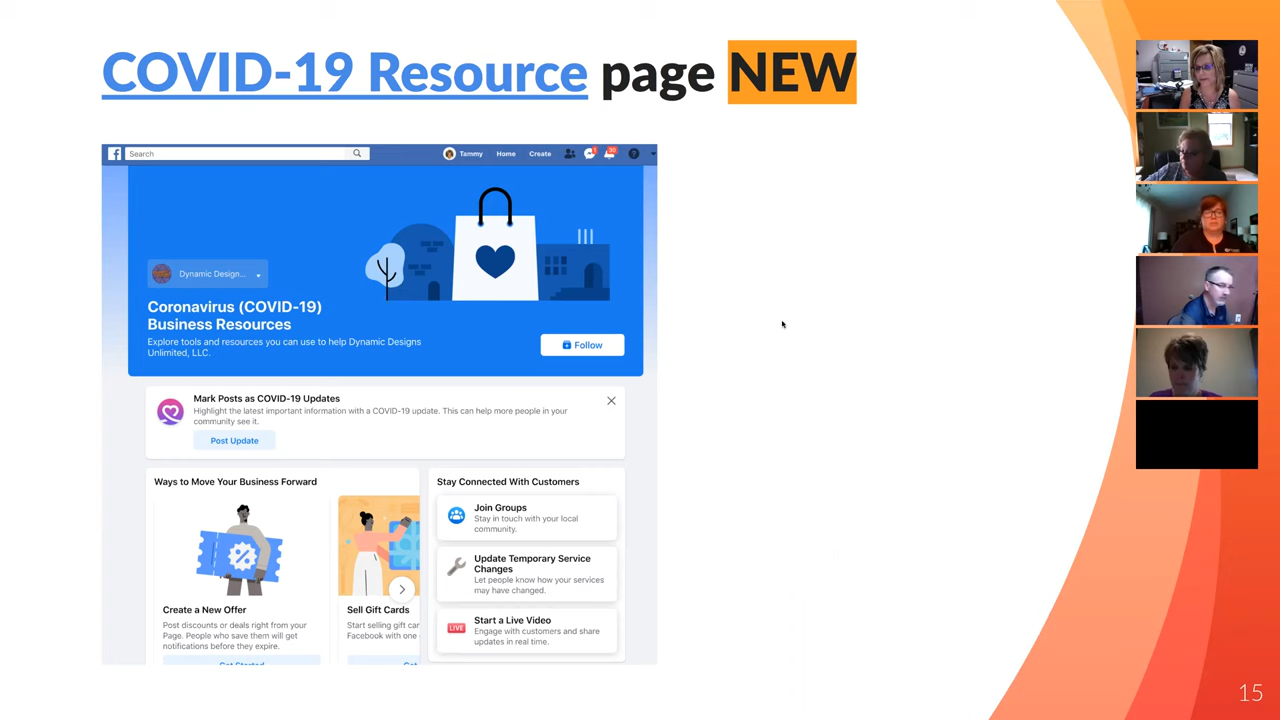 COVID-19 Resource page NEW
Search
Tammy Home Create
Dynamic Design...
Coronavirus (COVID-19)
Business Resources
Explore tools and resources you can use to help Dynamic Designs
Unlimited, LLC.
Follow
Mark Posts as COVID-19 Updates
Highlight the latest important information with a COVID-19 update. This can help more people in your
community see it.
Post Update
Ways to Move Your Business Forward
Create a New Offer
Post discounts or deals right from your
Page. People who save them will get
notifications before they expire.
Get Started
Sell Gift Cards
Start selling gift
Facebook with one
Stay Connected With Customers
Join Groups
Stay in touch with your local
community.
Update Temporary Service
Changes
Let people know how your services
may have changed.
LIVE
Start a Live Video
Engage with customers and share
updates in real time.
15